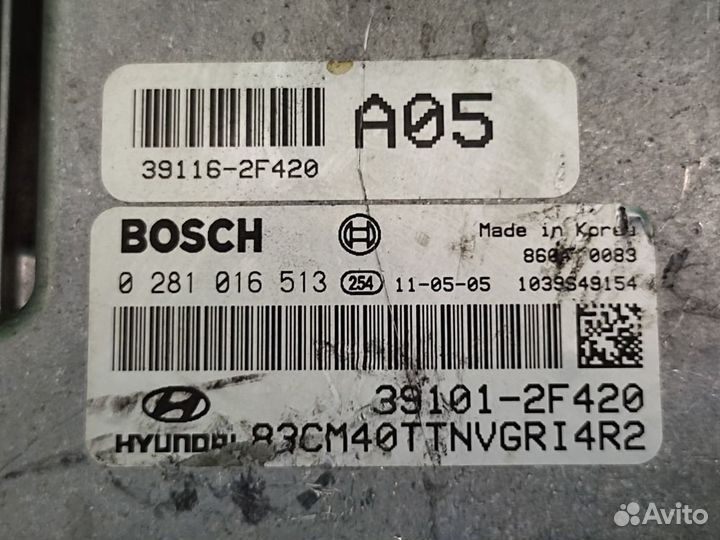 A05
39116-2F420
BOSCH
Made in Korea
0083
0 281 016 513 254 11-05-05 1039S49154
39101-2F420
HYUNDAI 83CM40TTNVGRI4R2
Avito